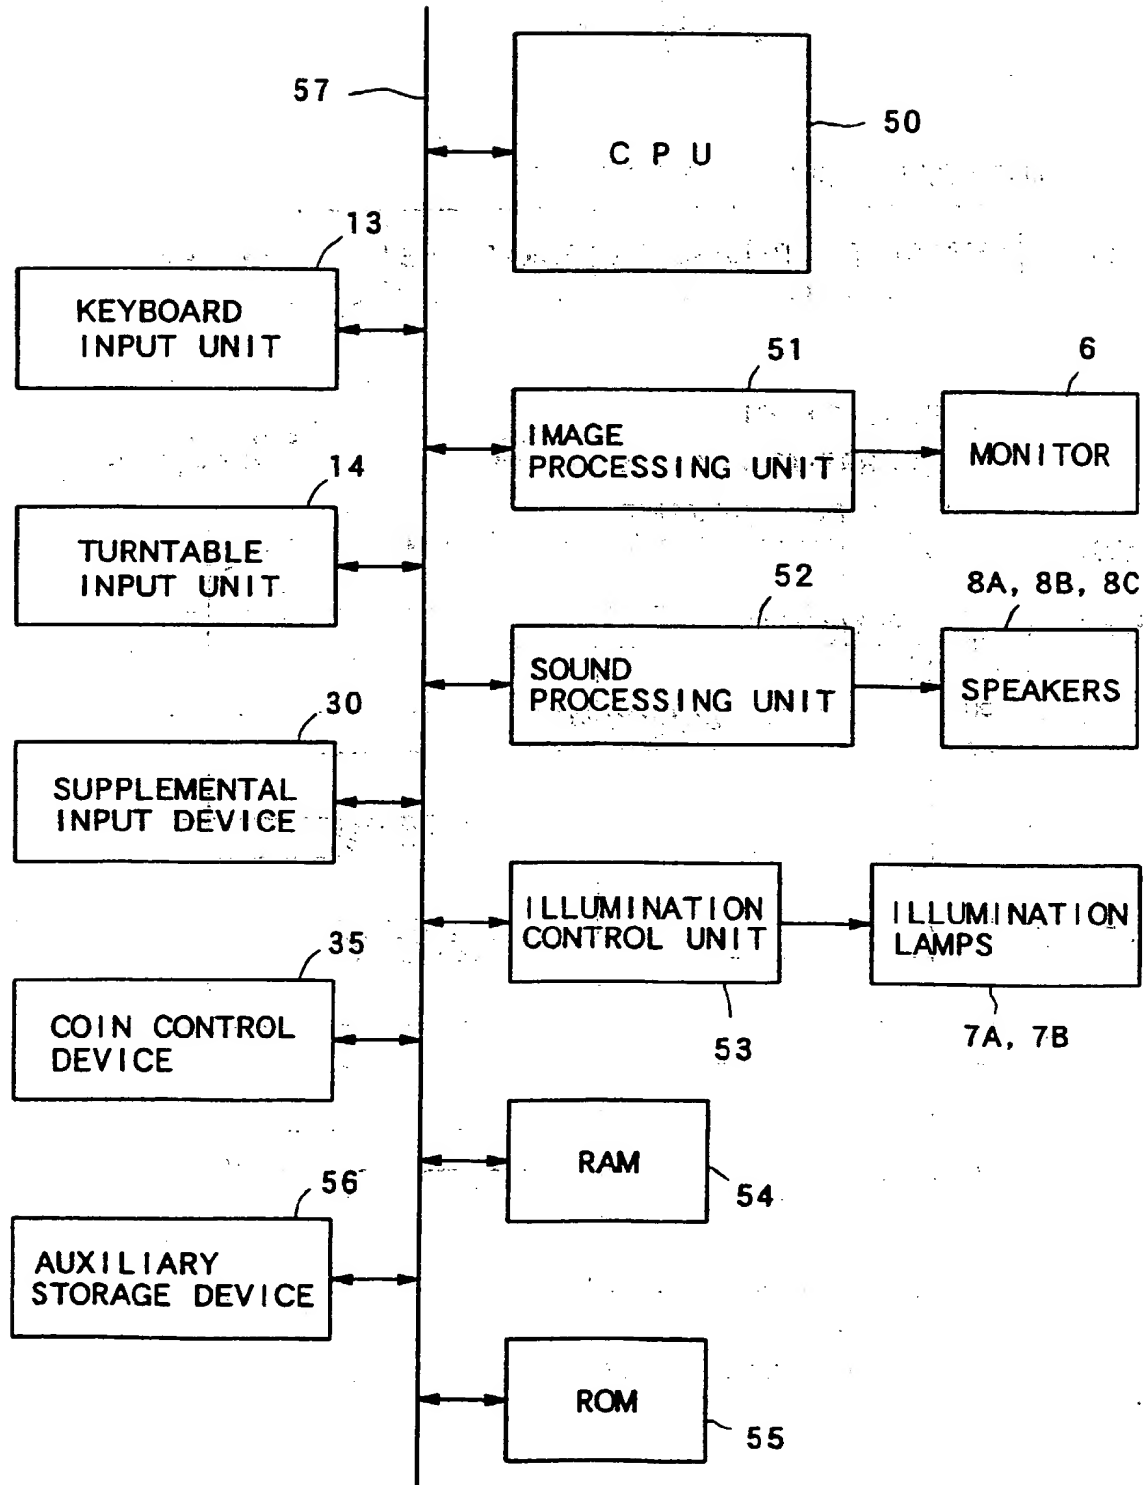 57
50
C P U
13
KEYBOARD
INPUT UNIT
51
6
IMAGE
PROCESSING UNIT
MONITOR
14
TURNTABLE
INPUT UNIT
52
8A, 8B, 8C
SOUND
PROCESSING UNIT
SPEAKERS
30
SUPPLEMENTAL
INPUT DEVICE
ILLUMINATION
CONTROL UNIT
ILLUMINATION
LAMPS
53
7A, 7B
35
COIN CONTROL
DEVICE
RAM
54
56
AUXILIARY
STORAGE DEVICE
ROM
55